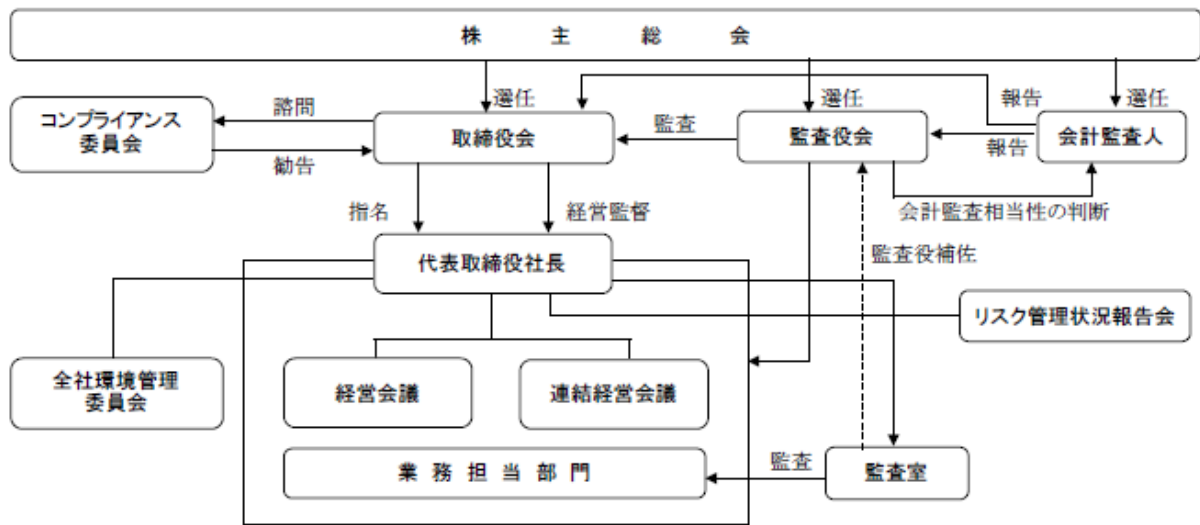 株主総会
選任
選任
報告
選任
コンプライアンス
委員会
諮問
勧告
取締役会
監査
監査役会
報告
会計監査人
指名
経営監督
会計監査相当性の判断
代表取締役社長
監査役補佐
リスク管理状況報告会
全社環境管理
委員会
経営会議
連結経営会議
業務担当部門
監査
監査室